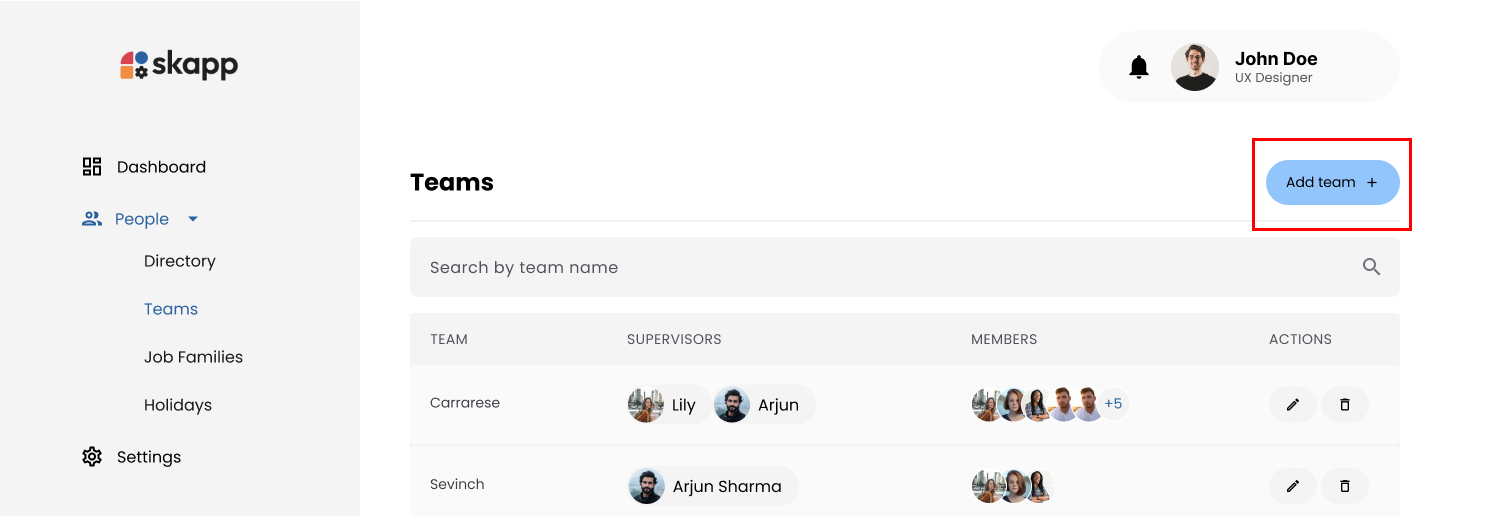 skapp
John Doe
UX Designer
Dashboard
People
Directory
Teams
Job Families
Holidays
Settings
Teams
Add team +
Search by team name
TEAM SUPERVISORS MEMBERS ACTIONS
Carrarese Lily Arjun +5
Sevinch Arjun Sharma